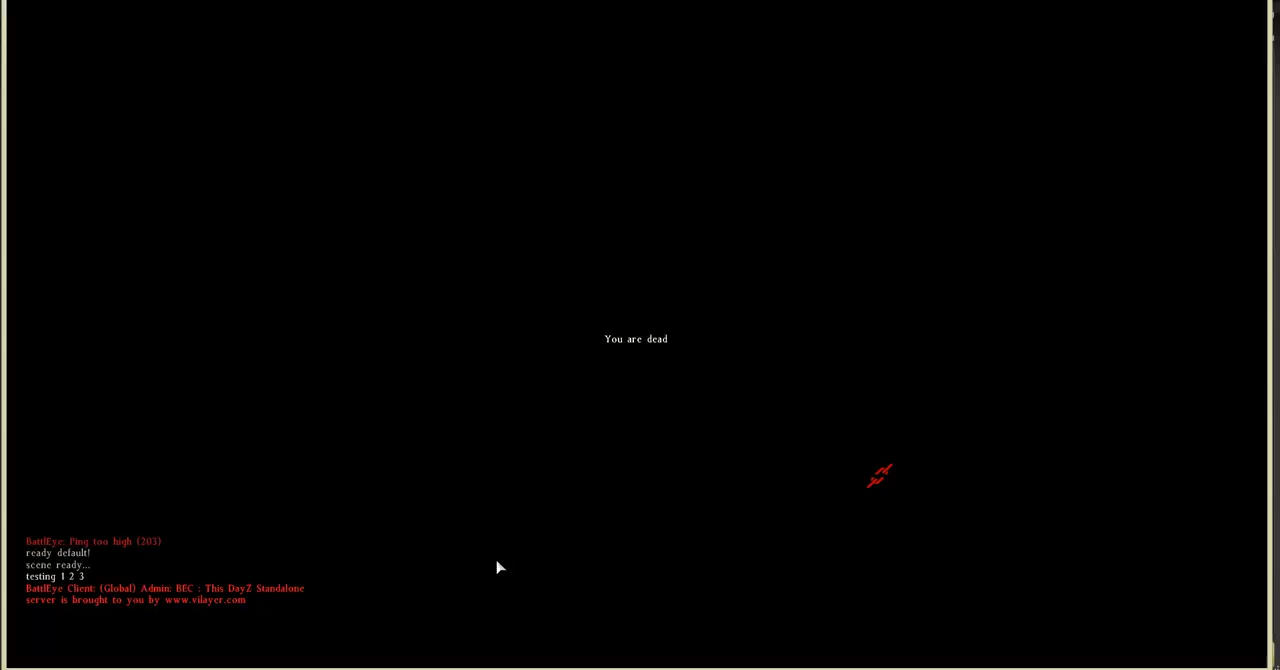 You are dead
BattlEye: Ping too high (203)
ready default!
scene ready...
testing 1 2 3
BattlEye Client: (Global) Admin: BEC : This DayZ Standalone
server is brought to you by www.vilayer.com